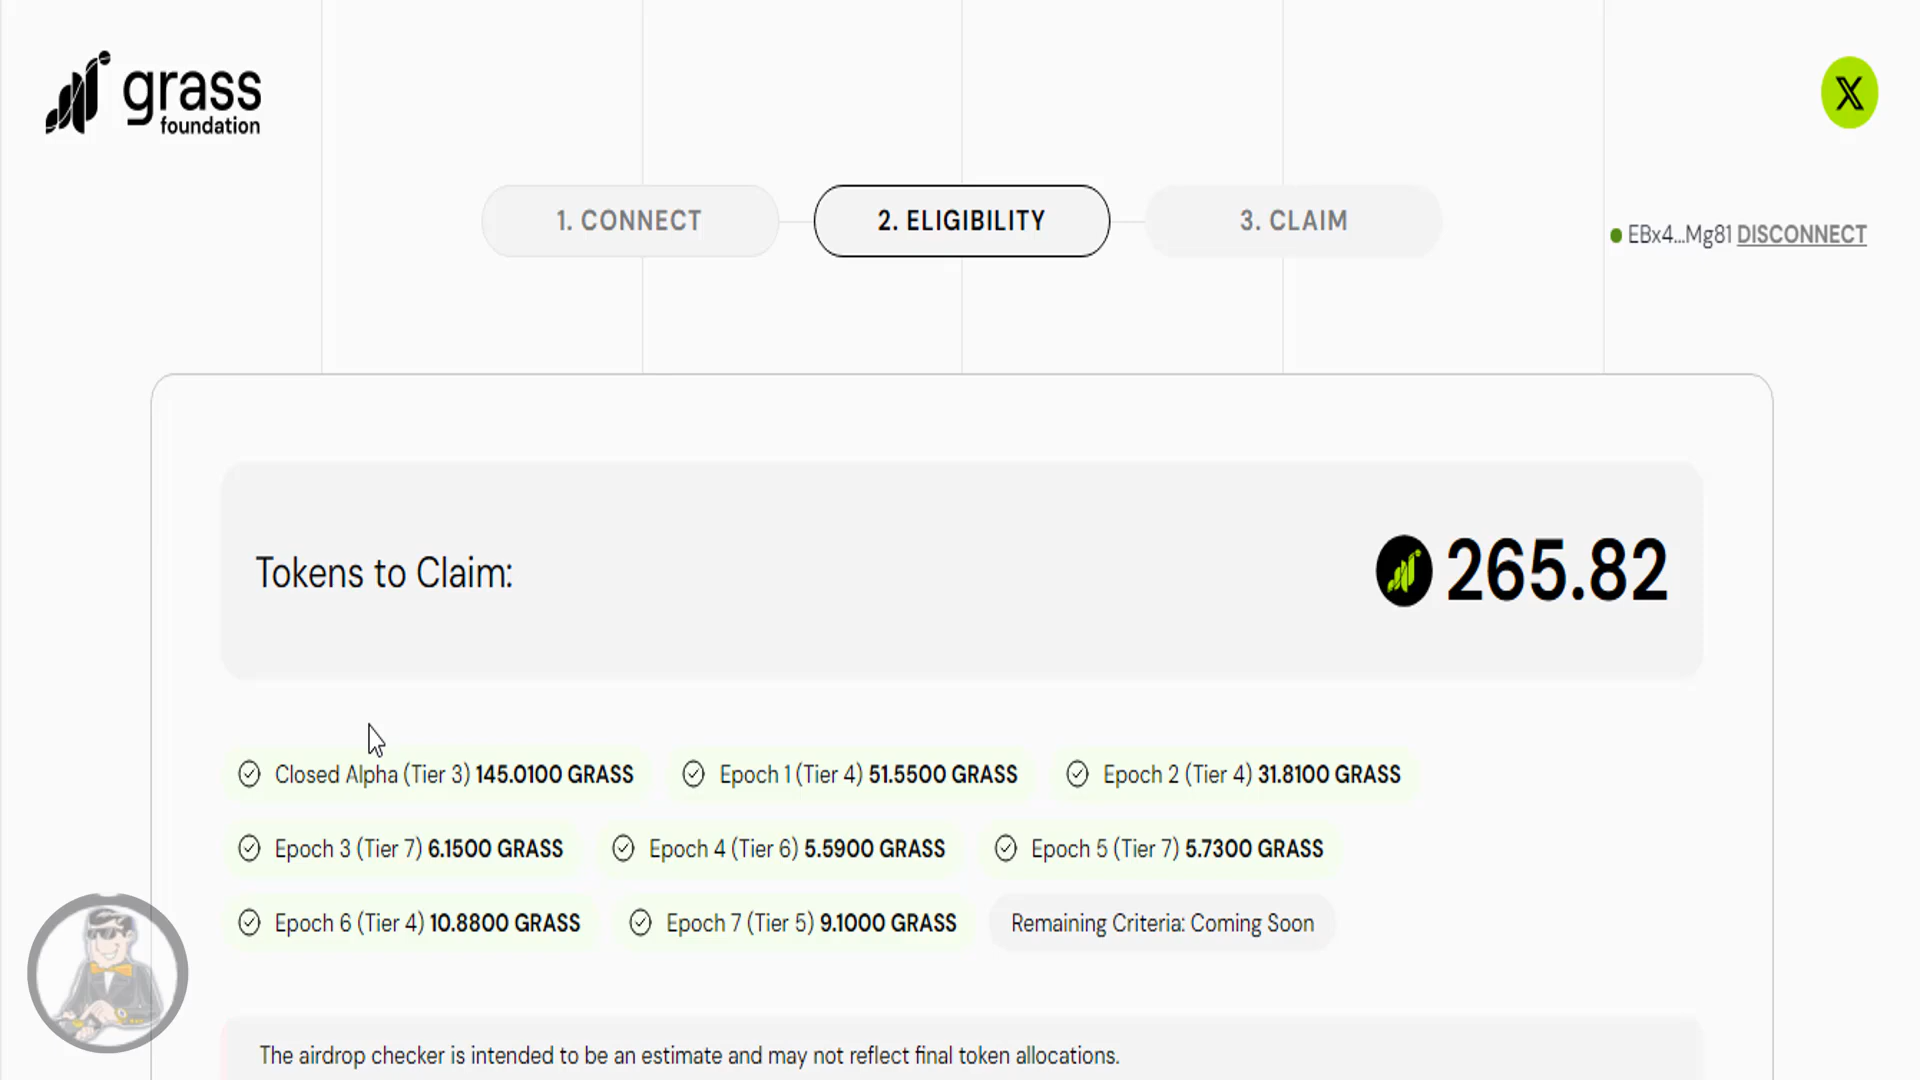 grass
foundation
X
1. CONNECT
2. ELIGIBILITY
3. CLAIM
EBx4...Mg81 DISCONNECT
Tokens to Claim:
265.82
Closed Alpha (Tier 3) 145.0100 GRASS
Epoch 1 (Tier 4) 51.5500 GRASS
Epoch 2 (Tier 4) 31.8100 GRASS
Epoch 3 (Tier 7) 6.1500 GRASS
Epoch 4 (Tier 6) 5.5900 GRASS
Epoch 5 (Tier 7) 5.7300 GRASS
Epoch 6 (Tier 4) 10.8800 GRASS
Epoch 7 (Tier 5) 9.1000 GRASS
Remaining Criteria: Coming Soon
The airdrop checker is intended to be an estimate and may not reflect final token allocations.